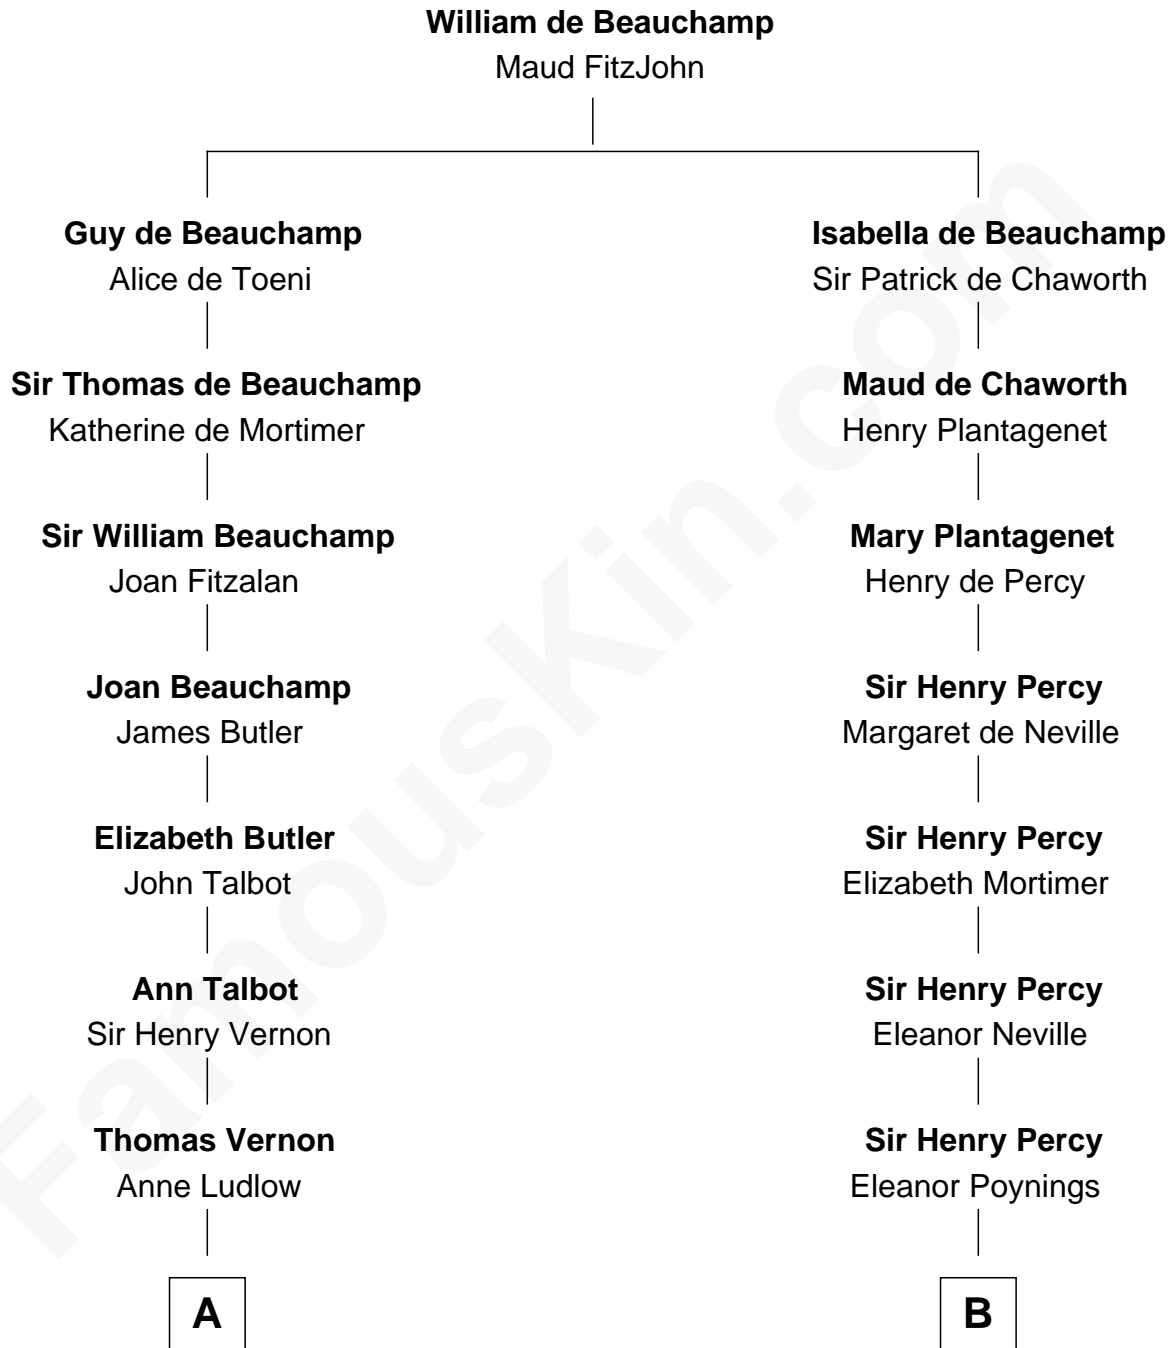 William de Beauchamp
Maud FitzJohn
Guy de Beauchamp
Alice de Toeni
Isabella de Beauchamp
Sir Patrick de Chaworth
Sir Thomas de Beauchamp
Katherine de Mortimer
Maud de Chaworth
Henry Plantagenet
Sir William Beauchamp
Joan Fitzalan
Mary Plantagenet
Henry de Percy
Joan Beauchamp
James Butler
Sir Henry Percy
Margaret de Neville
Elizabeth Butler
John Talbot
Sir Henry Percy
Elizabeth Mortimer
Ann Talbot
Sir Henry Vernon
Sir Henry Percy
Eleanor Neville
Thomas Vernon
Anne Ludlow
Sir Henry Percy
Eleanor Poynings
A
B
FamousKin.com